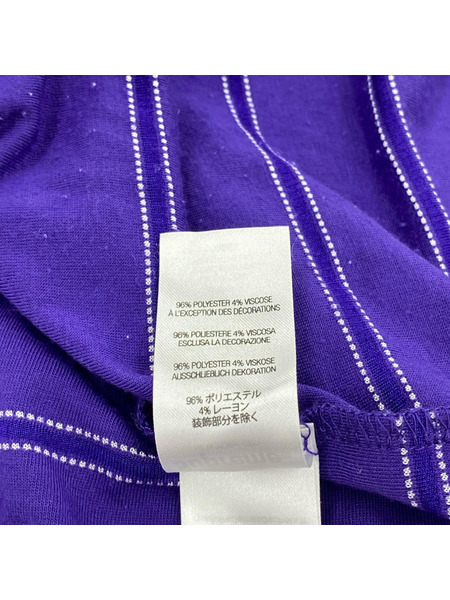 96% POLYESTER 4% VISCOSE
À L'EXCEPTION DES DÉCORATIONS
96% POLIESTERE 4% VISCOSA
ESCLUSA LA DECORAZIONE
96% POLYESTER 4% VISKOSE
AUSSCHLIEBLICH DEKORATION
96% ポリエステル
4% レーヨン
装飾部分を除く